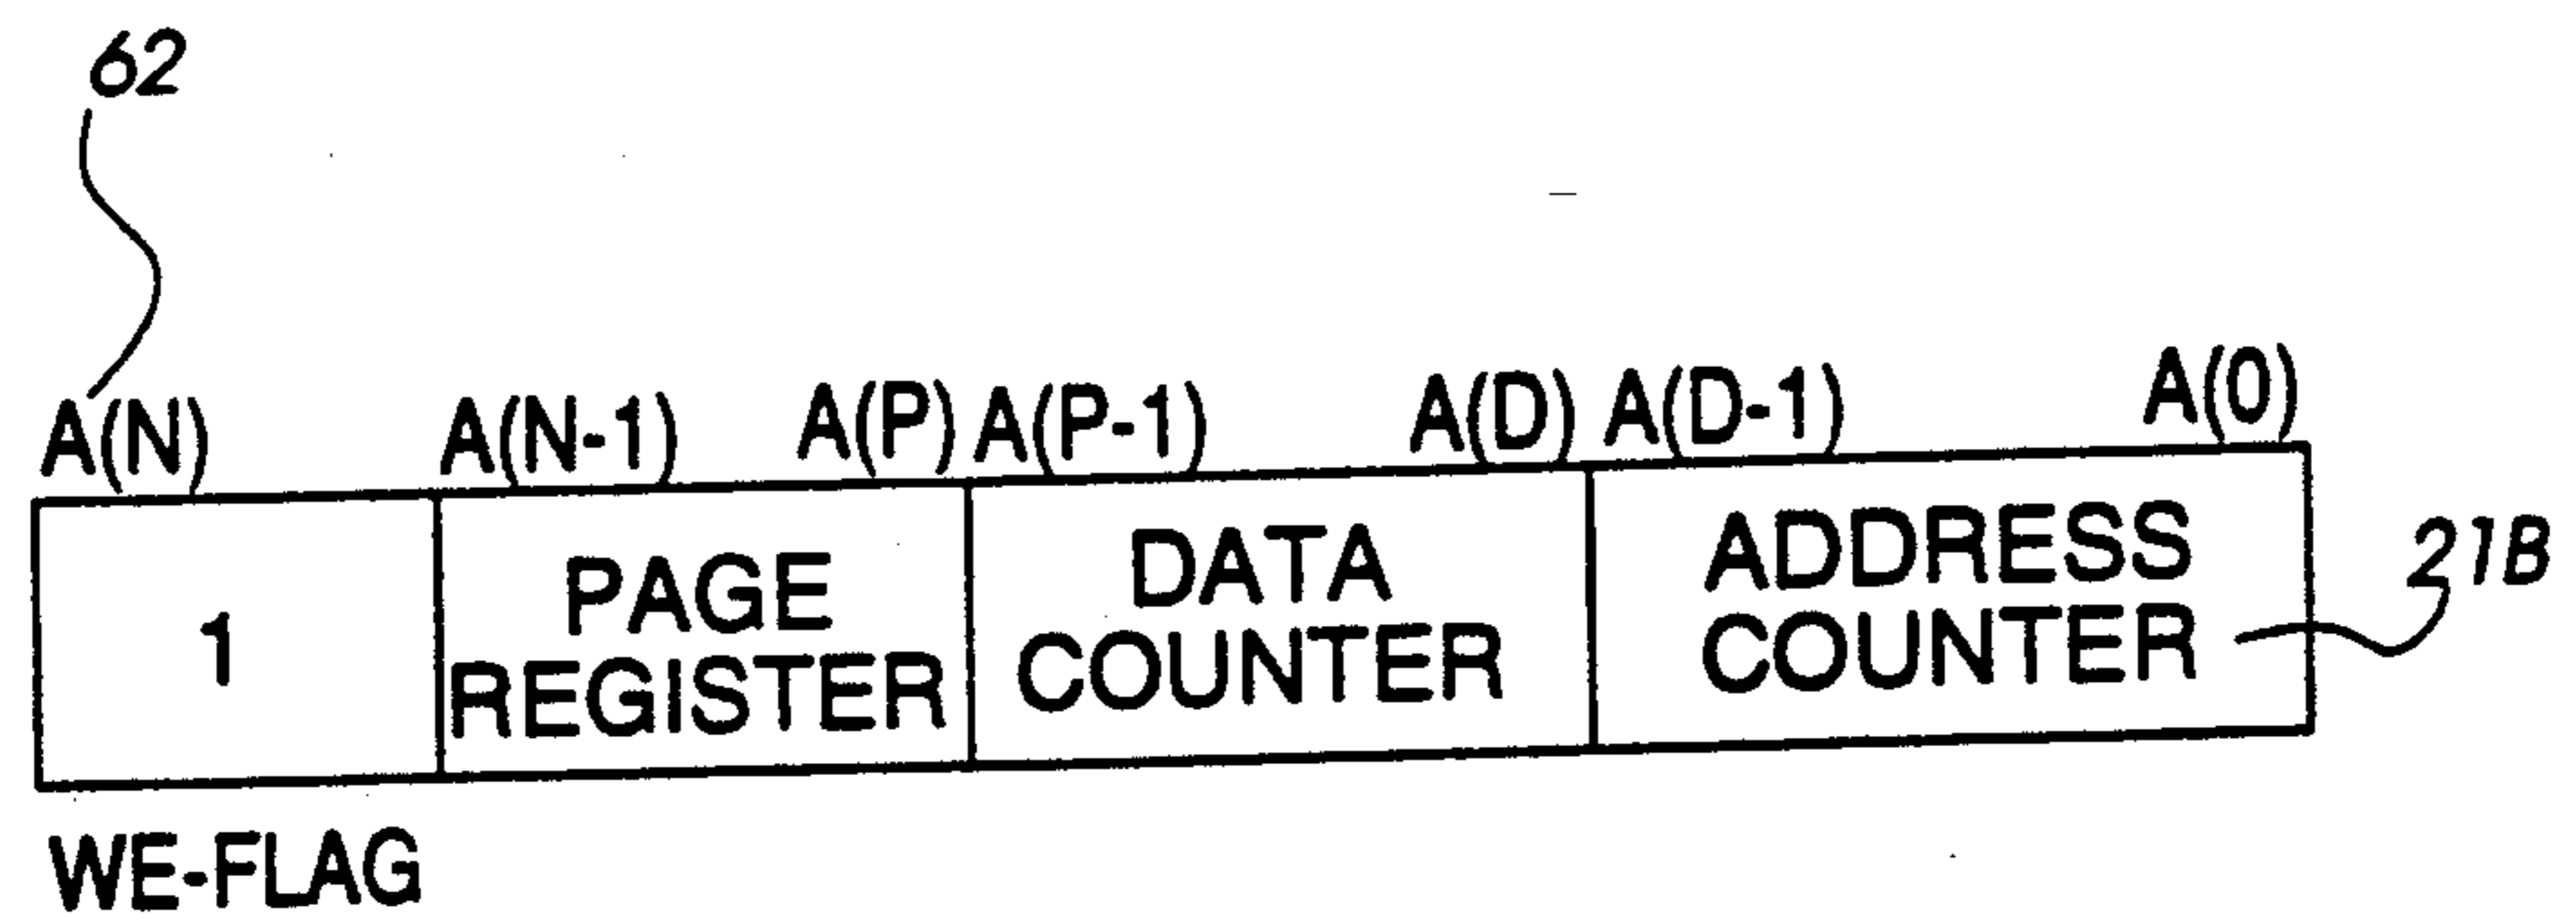 62
A(N) A(N-1) A(P) A(P-1) A(D) A(D-1) A(0)
1
PAGE
REGISTER
DATA
COUNTER
ADDRESS
COUNTER
21B
WE-FLAG